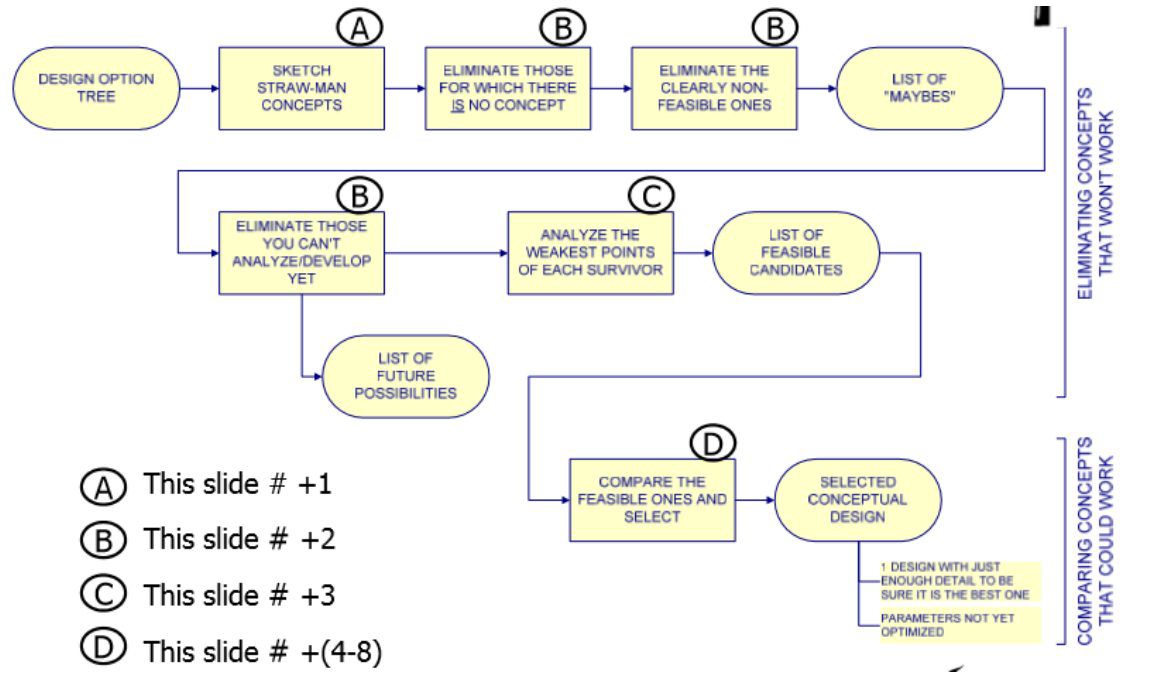 A
B
B
DESIGN OPTION
TREE
SKETCH
STRAW-MAN
CONCEPTS
ELIMINATE THOSE
FOR WHICH THERE
IS NO CONCEPT
ELIMINATE THE
CLEARLY NON-
FEASIBLE ONES
LIST OF
"MAYBES"
B
C
ELIMINATE THOSE
YOU CAN'T
ANALYZE/DEVELOP
YET
ANALYZE THE
WEAKEST POINTS
OF EACH SURVIVOR
LIST OF
FEASIBLE
CANDIDATES
ELIMINATING CONCEPTS
THAT WON'T WORK
LIST OF
FUTURE
POSSIBILITIES
D
COMPARE THE
FEASIBLE ONES AND
SELECT
SELECTED
CONCEPTUAL
DESIGN
1 DESIGN WITH JUST
ENOUGH DETAIL TO BE
SURE IT IS THE BEST ONE
PARAMETERS NOT YET
OPTIMIZED
COMPARING CONCEPTS
THAT COULD WORK
A This slide # +1
B This slide # +2
C This slide # +3
D This slide # +(4-8)